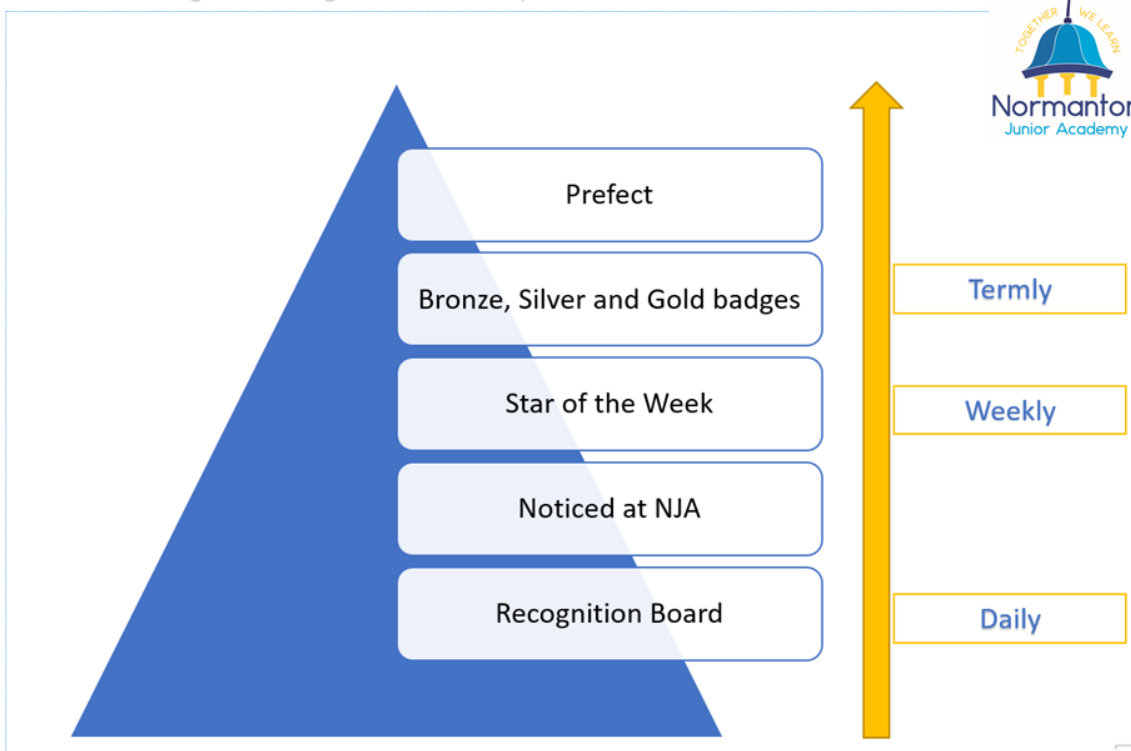 TOGETHER WE LEARN
Normanton
Junior Academy
Prefect
Bronze, Silver and Gold badges
Termly
Star of the Week
Weekly
Noticed at NJA
Recognition Board
Daily